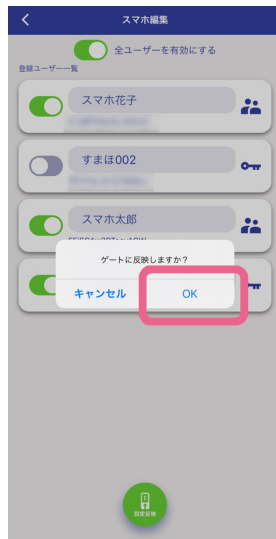 スマホ編集
全ユーザーを有効にする
登録ユーザー一覧
スマホ花子
すまほ002
スマホ太郎
ゲートに反映しますか？
キャンセル
OK
設定反映